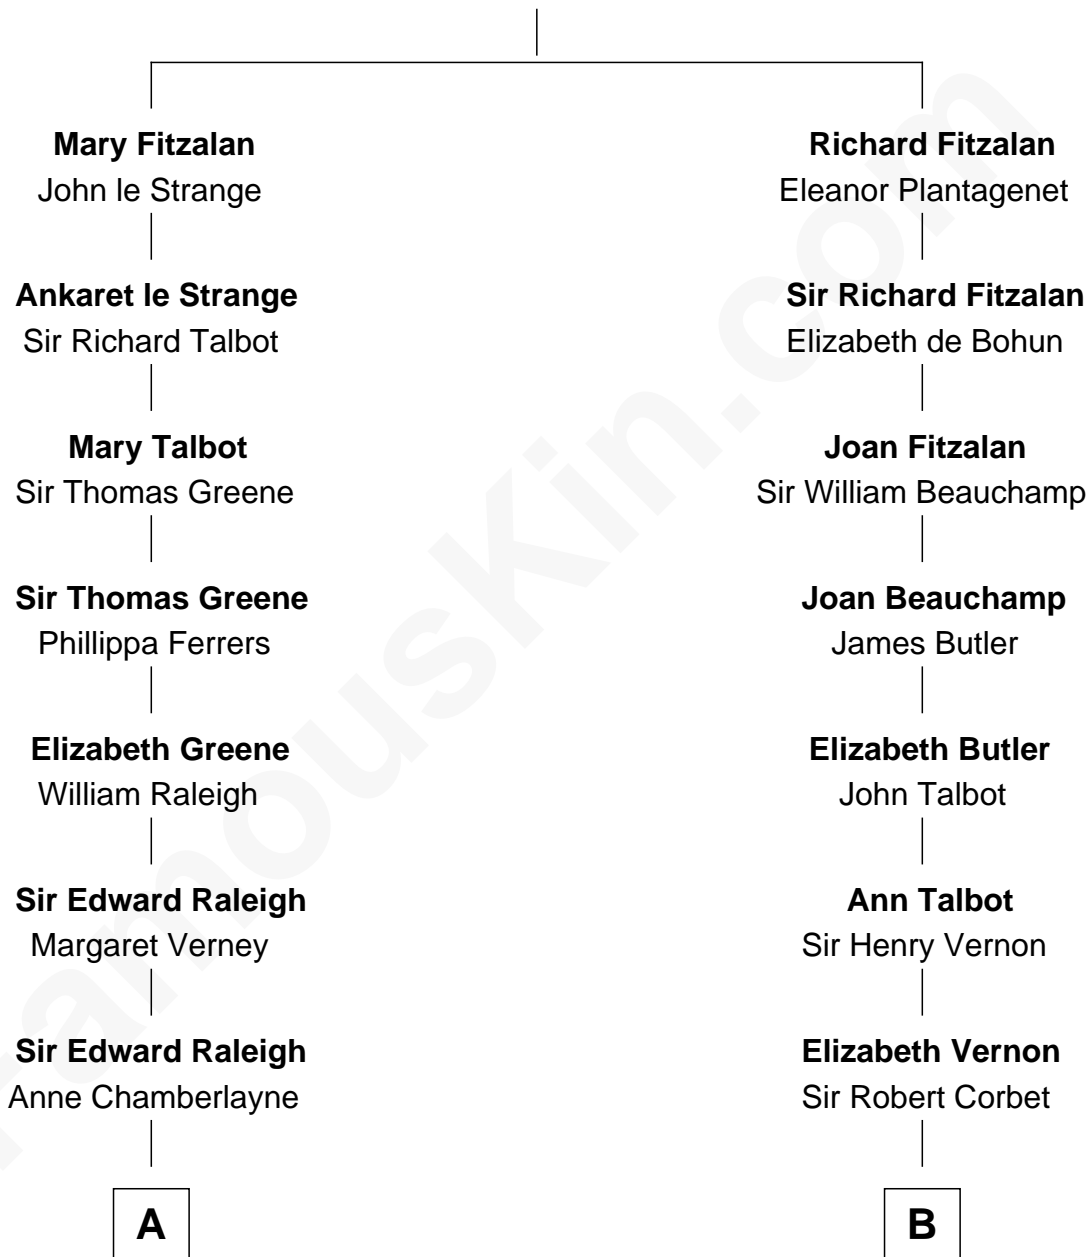 Mary Fitzalan
John le Strange
Richard Fitzalan
Eleanor Plantagenet
Ankaret le Strange
Sir Richard Talbot
Sir Richard Fitzalan
Elizabeth de Bohun
Mary Talbot
Sir Thomas Greene
Joan Fitzalan
Sir William Beauchamp
Sir Thomas Greene
Phillippa Ferrers
Joan Beauchamp
James Butler
Elizabeth Greene
William Raleigh
Elizabeth Butler
John Talbot
Sir Edward Raleigh
Margaret Verney
Ann Talbot
Sir Henry Vernon
Sir Edward Raleigh
Anne Chamberlayne
Elizabeth Vernon
Sir Robert Corbet
A
B
FamousKin.com